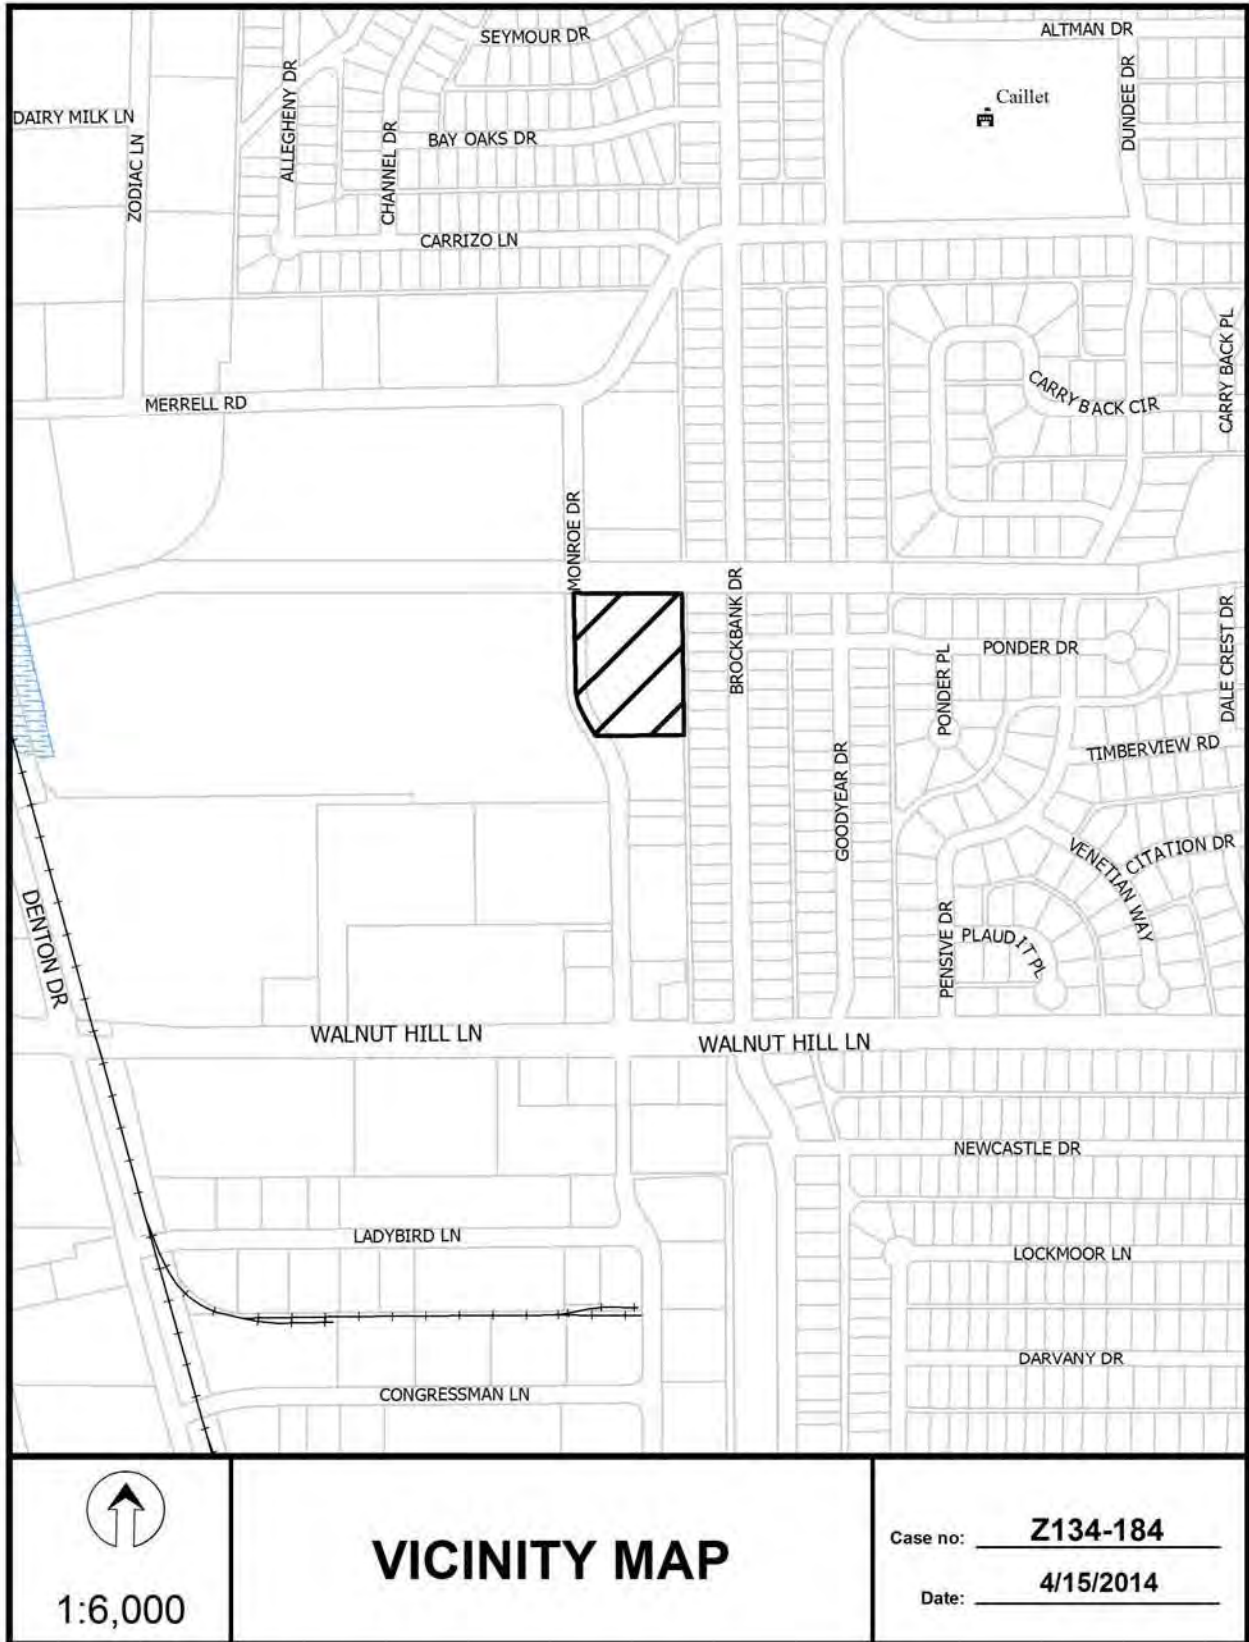 SEYMOUR DR
ALTMAN DR
ALLEGHENY DR
DUNDEE DR
Caillet
DAIRY MILK LN
ZODIAC LN
CHANNEL DR
BAY OAKS DR
CARRIZO LN
CARRY BACK PL
CARRY BACK CIR
MERRELL RD
MONROE DR
BROCKBANK DR
DALE CREST DR
PONDER DR
PONDER PL
TIMBERVIEW RD
GOODYEAR DR
VENETIAN WAY
CITATION DR
DENTON DR
PENSIVE DR
PLAUDIT PL
WALNUT HILL LN
WALNUT HILL LN
NEWCASTLE DR
LADYBIRD LN
LOCKMOOR LN
DARVANY DR
CONGRESSMAN LN
1:6,000
VICINITY MAP
Case no: Z134-184
Date: 4/15/2014